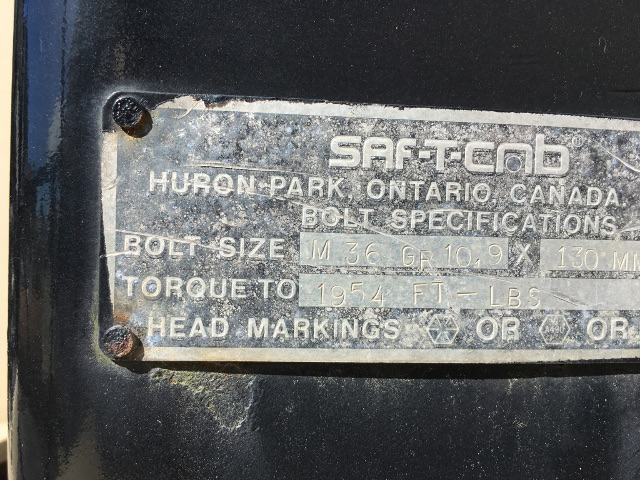 SAF-T-CAB
HURON PARK, ONTARIO, CANADA
BOLT SPECIFICATIONS
BOLT SIZE M 36 GR 10,9 X 130 MM
TORQUE TO 1954 FT-LBS
HEAD MARKINGS OR OR